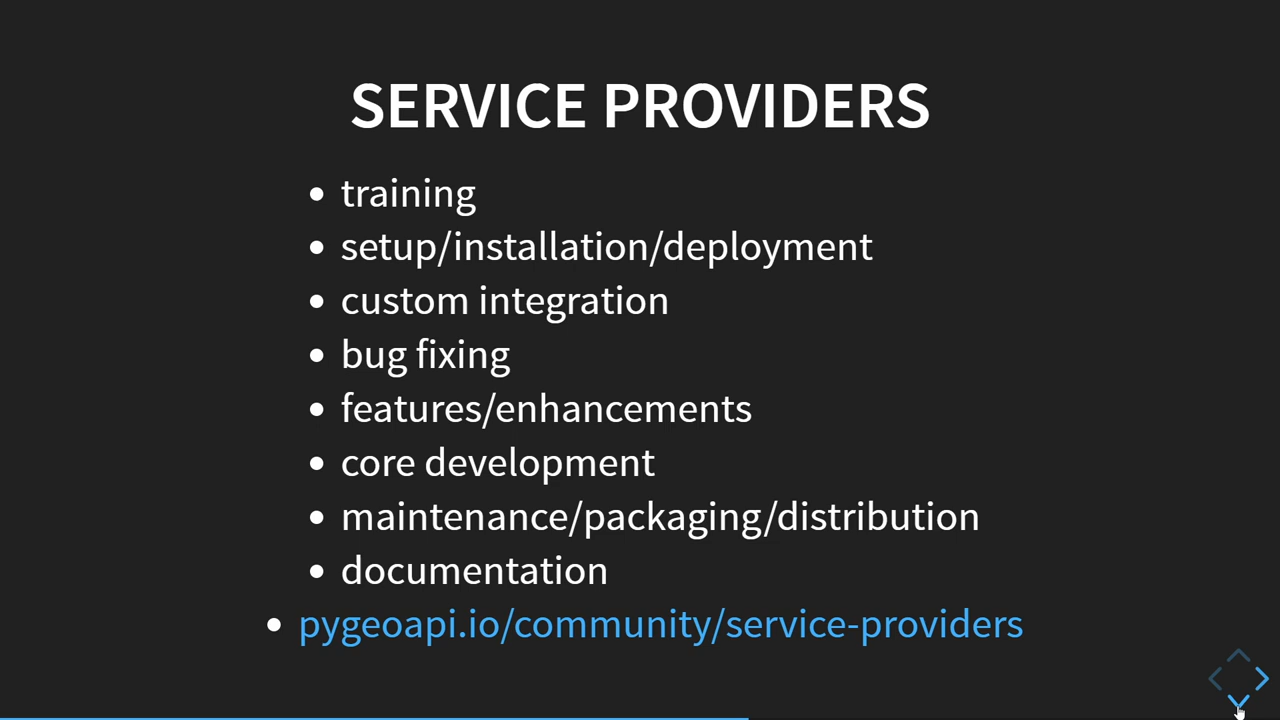 SERVICE PROVIDERS
training
setup/installation/deployment
custom integration
bug fixing
features/enhancements
core development
maintenance/packaging/distribution
documentation
pygeoapi.io/community/service-providers